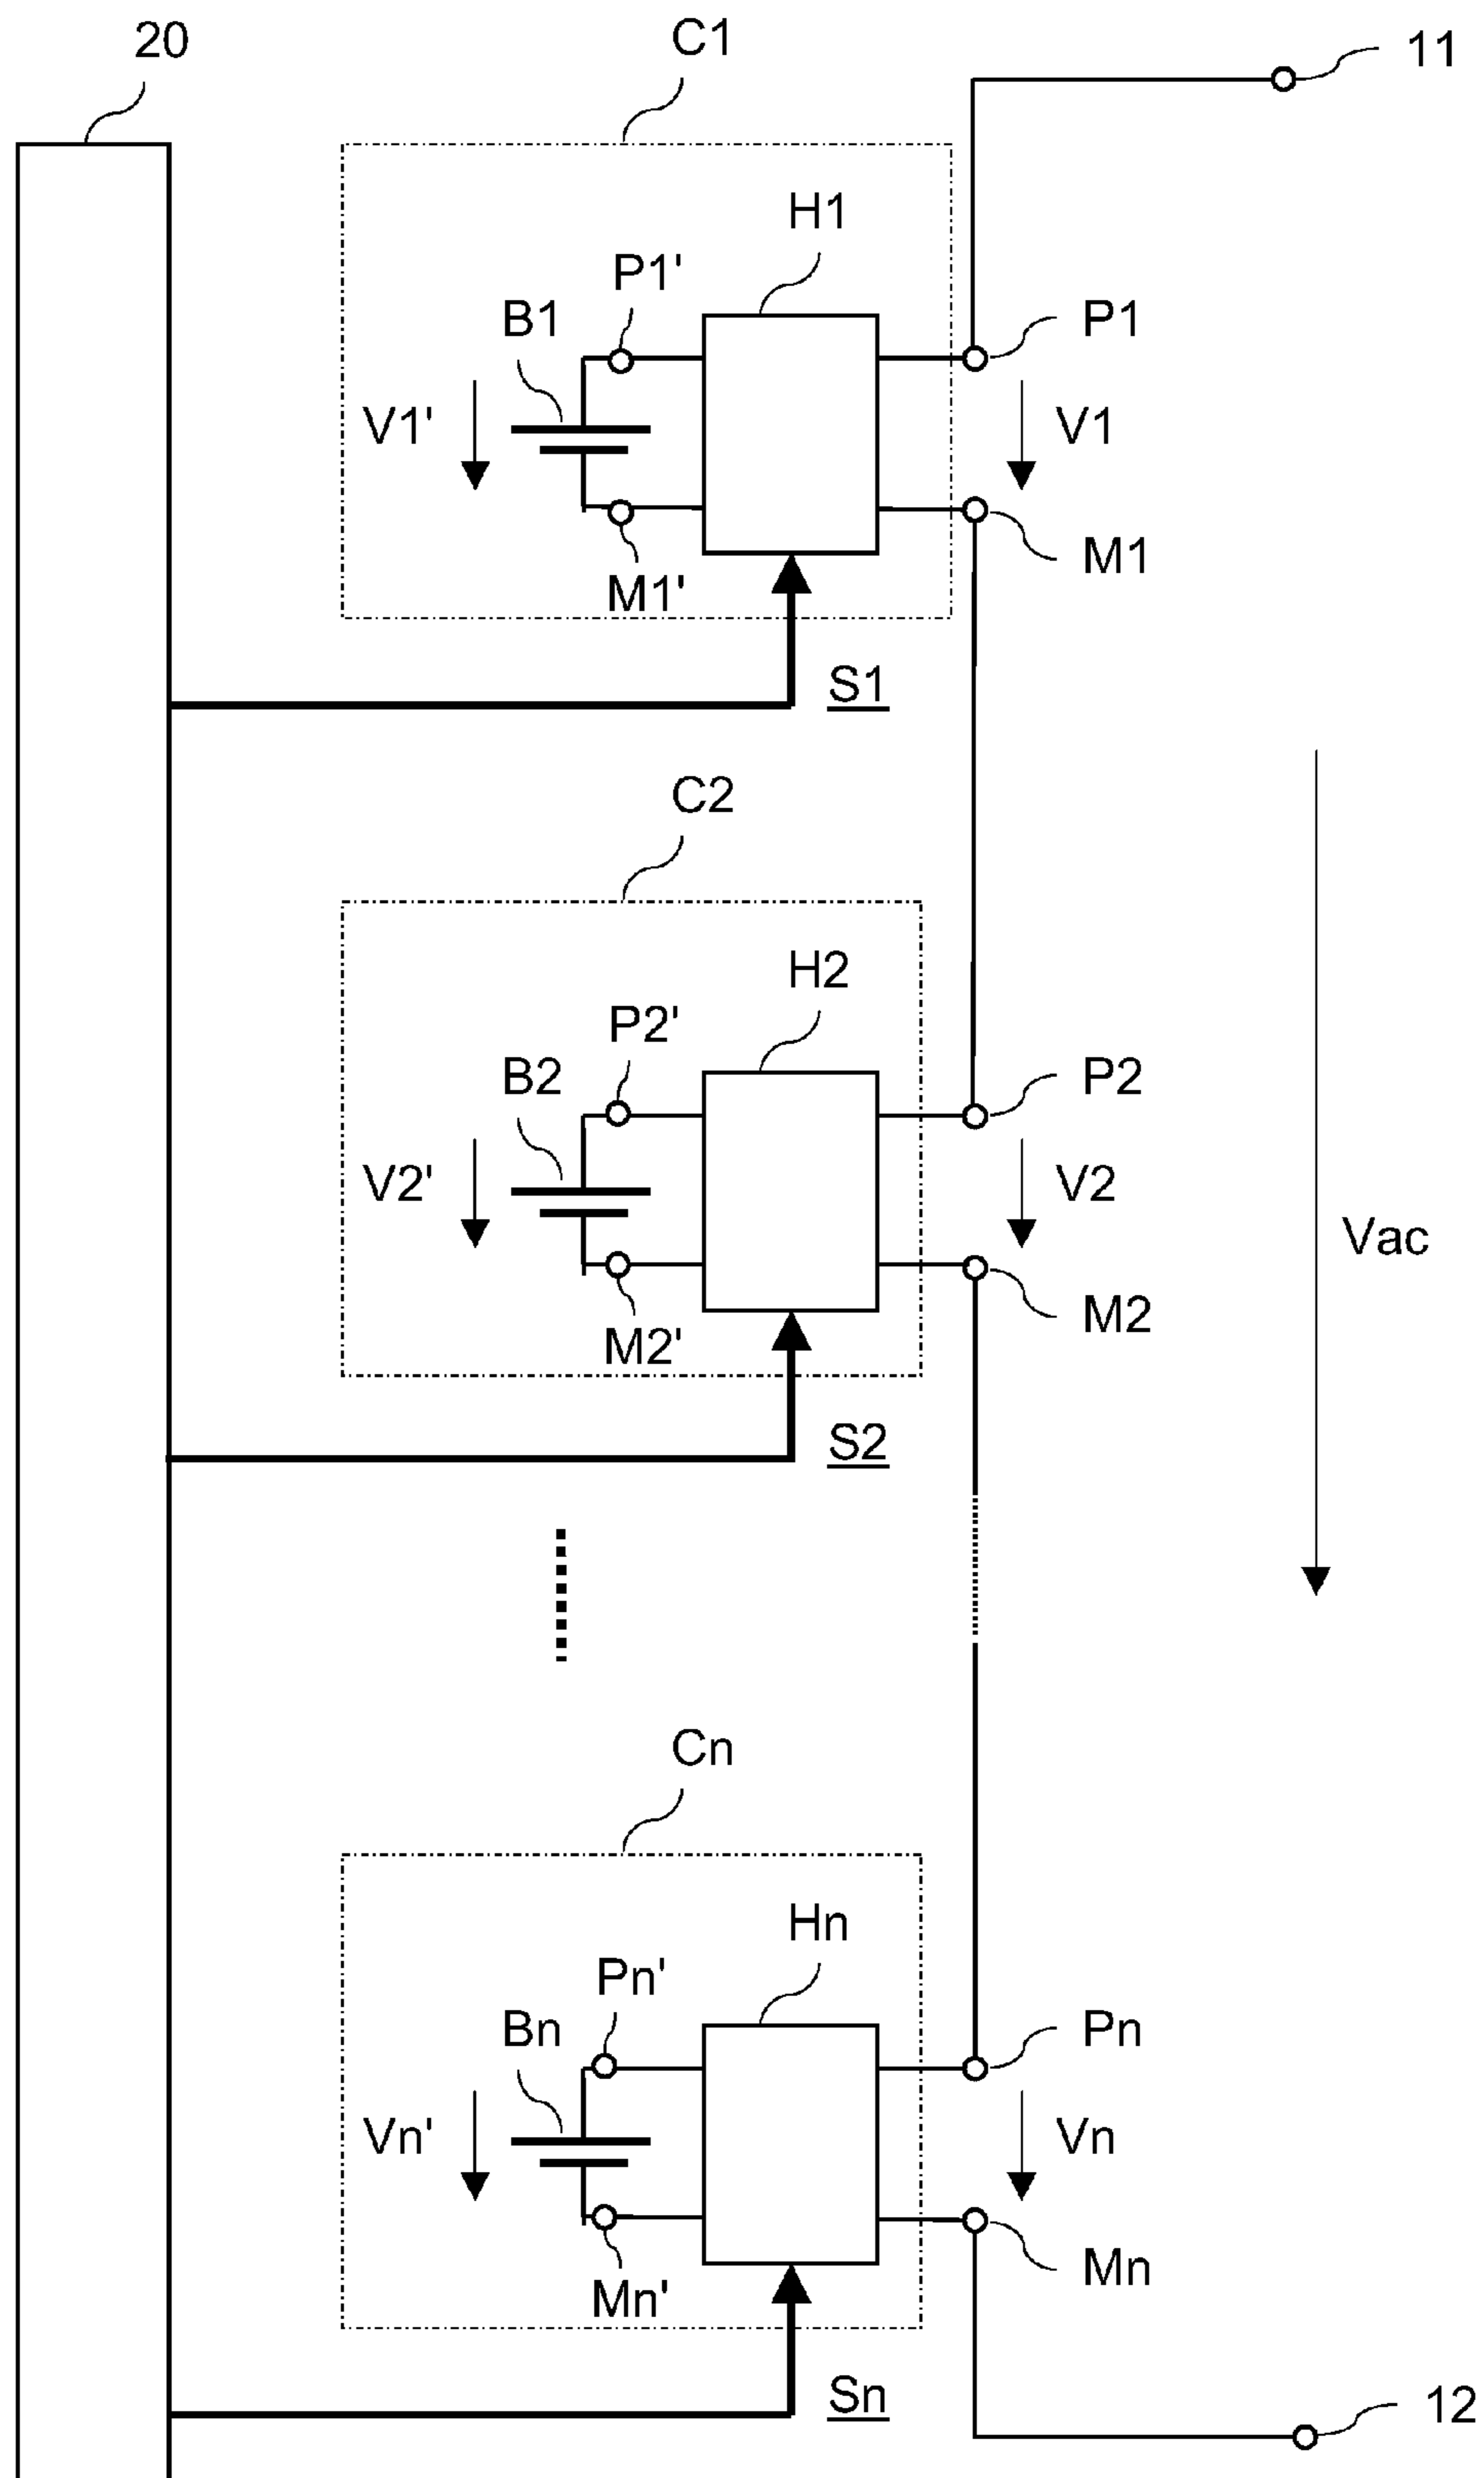 20
C1
11
H1
P1'
B1
P1
V1'
V1
M1
M1'
S1
C2
H2
P2'
B2
P2
V2'
V2
Vac
M2
M2'
S2
Cn
Hn
Pn'
Bn
Pn
Vn'
Vn
Mn
Mn'
Sn
12